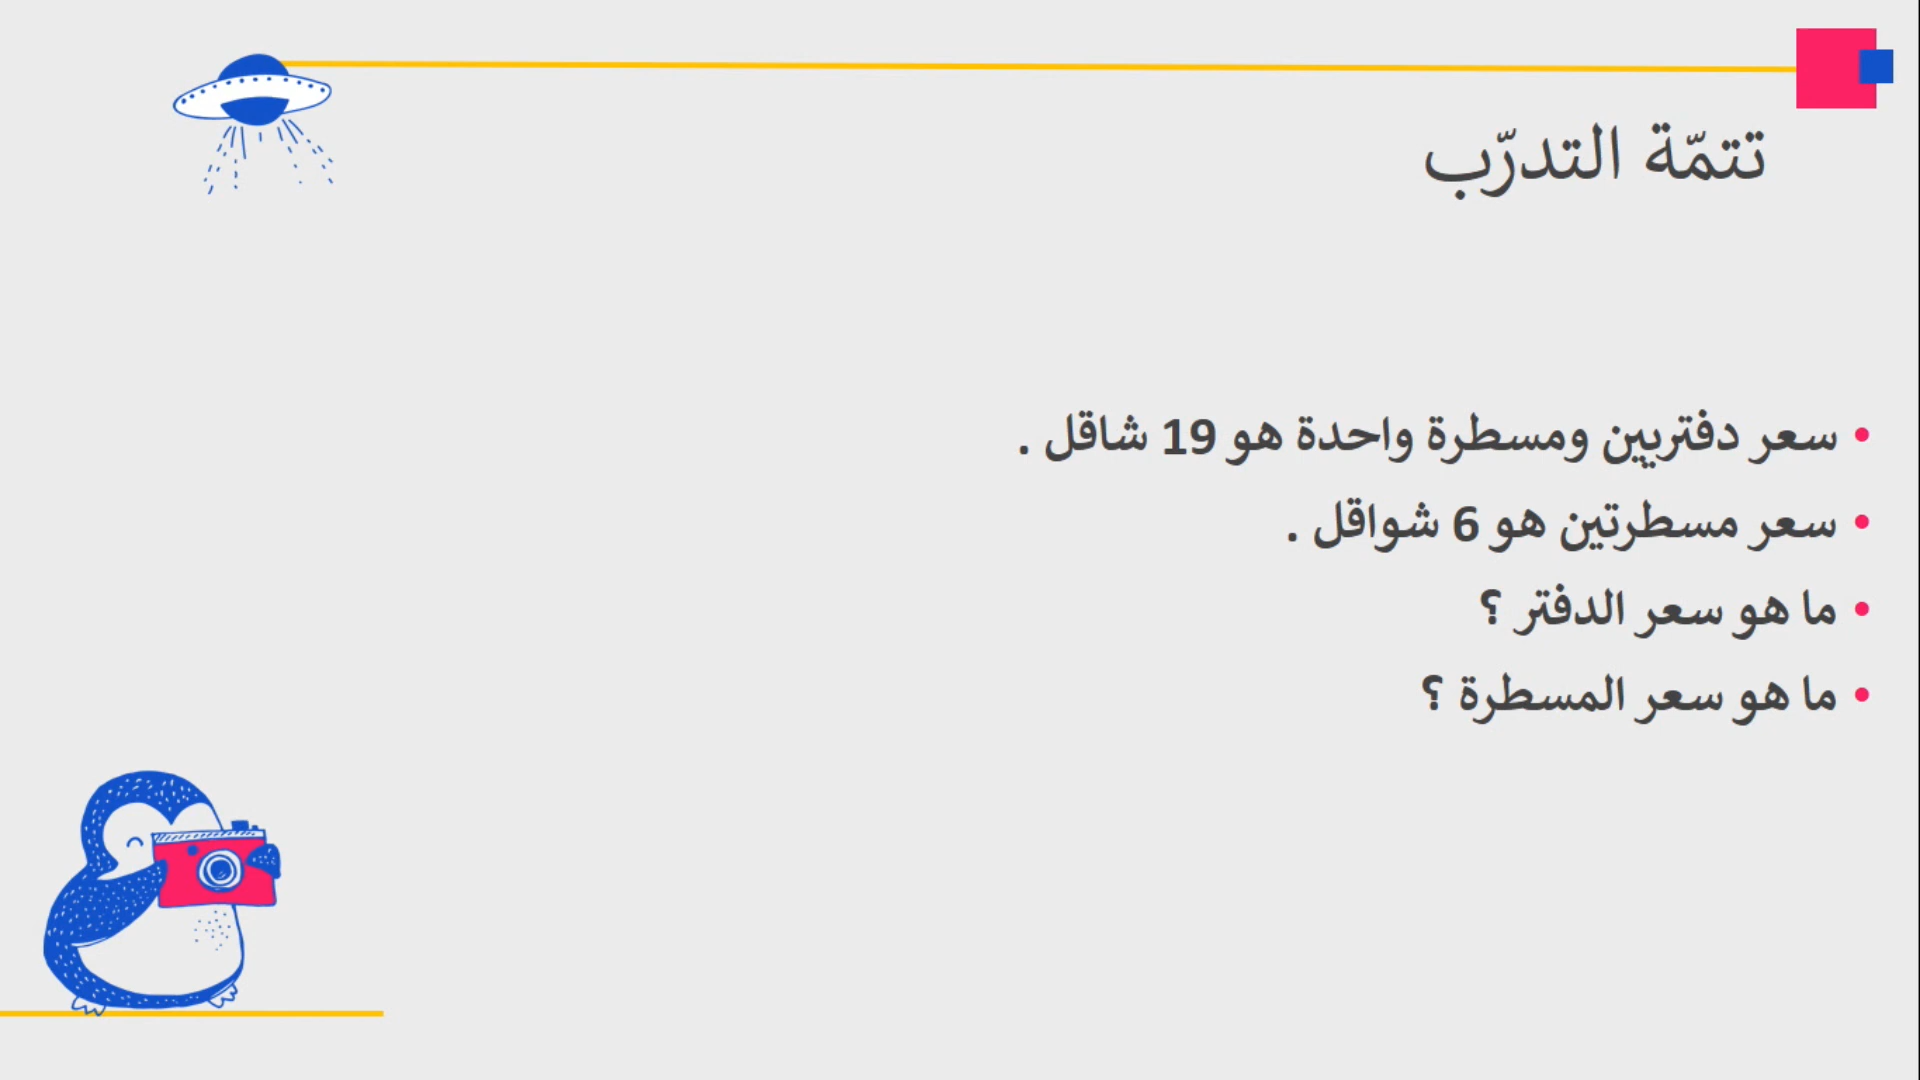 تتمّة التدرّب
• سعر دفتريين ومسطرة واحدة هو 19 شاقل .
• سعر مسطرتين هو 6 شواقل .
• ما هو سعر الدفتر ؟
• ما هو سعر المسطرة ؟